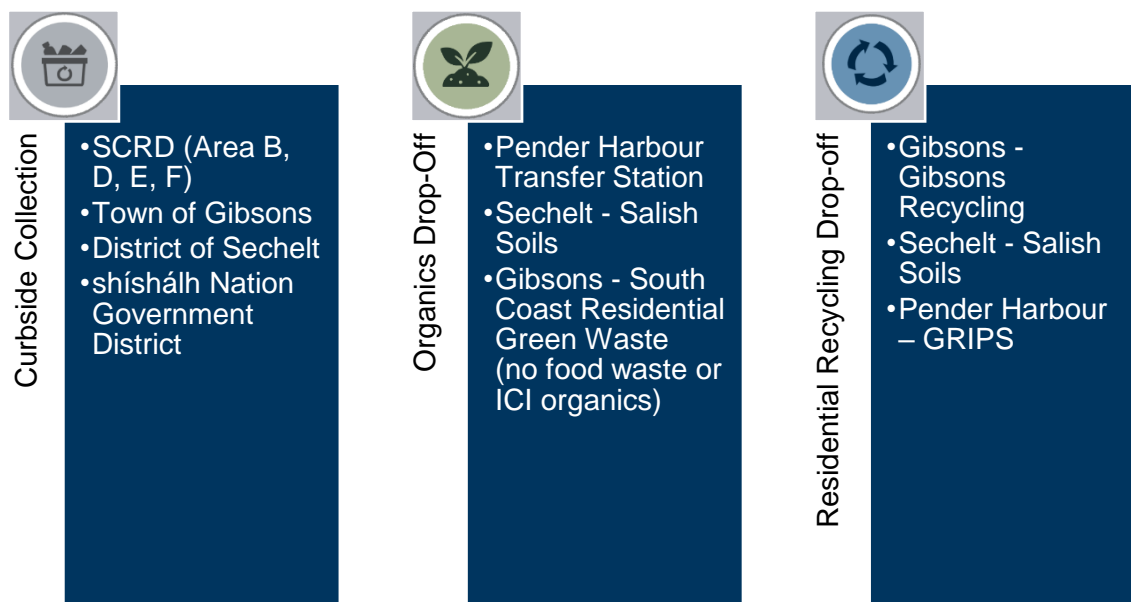 Curbside Collection
•SCRD (Area B,
D, E, F)
•Town of Gibsons
•District of Sechelt
•shíshálh Nation
Government
District
Organics Drop-Off
•Pender Harbour
Transfer Station
•Sechelt - Salish
Soils
•Gibsons - South
Coast Residential
Green Waste
(no food waste or
ICI organics)
Residential Recycling Drop-off
•Gibsons -
Gibsons
Recycling
•Sechelt - Salish
Soils
•Pender Harbour
– GRIPS